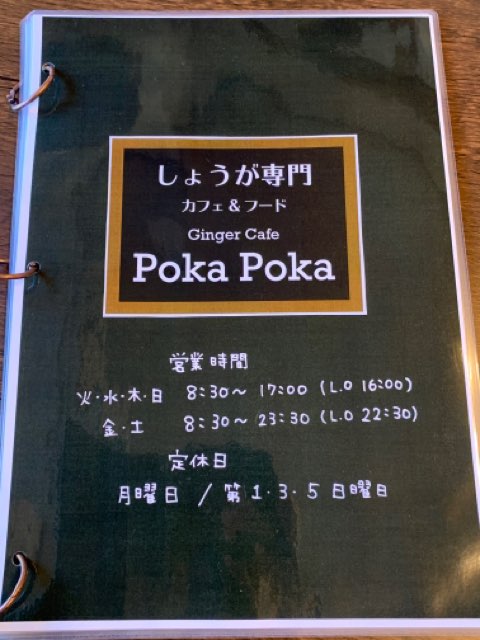 しょうが専門
カフェ & フード
Ginger Cafe
Poka Poka
営業時間
火・水・木・日 8:30〜17:00 (L.O 16:00)
金・土 8:30〜23:30 (L.O 22:30)
定休日
月曜日 / 第1・3・5日曜日